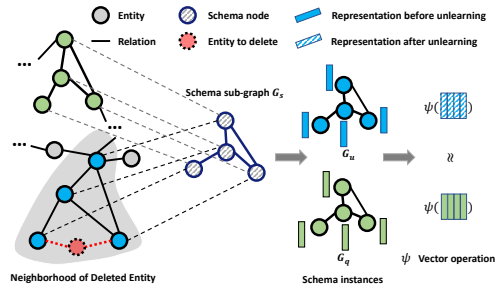 Entity
Schema node
Representation before unlearning
Relation
Entity to delete
Representation after unlearning
...
...
Schema sub-graph G_s
ψ( )
...
...
G_u
≈
ψ( )
G_q
Neighborhood of Deleted Entity
Schema instances
ψ Vector operation